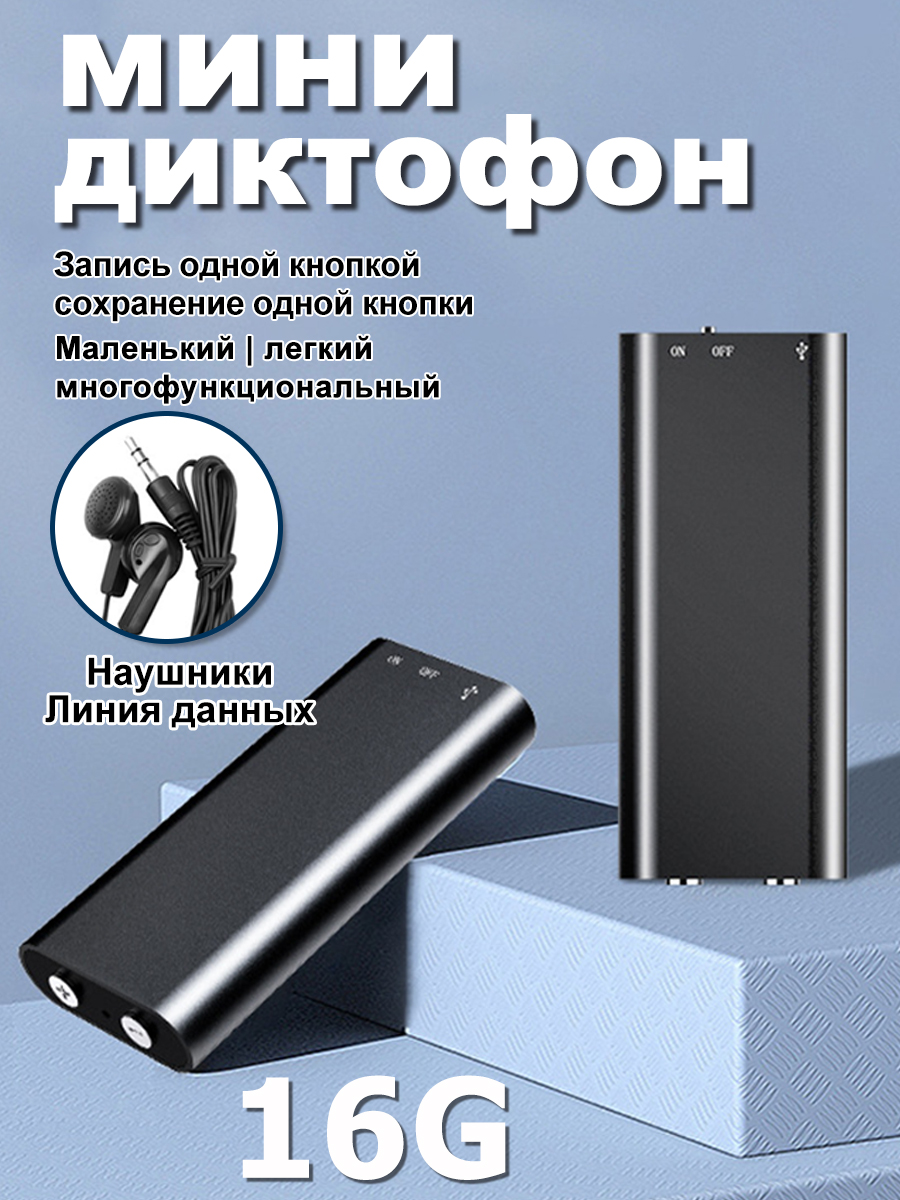 мини
диктофон
Запись одной кнопкой
сохранение одной кнопки
Маленький | легкий
многофункциональный
ON OFF
Наушники
Линия данных
ON OFF
16G